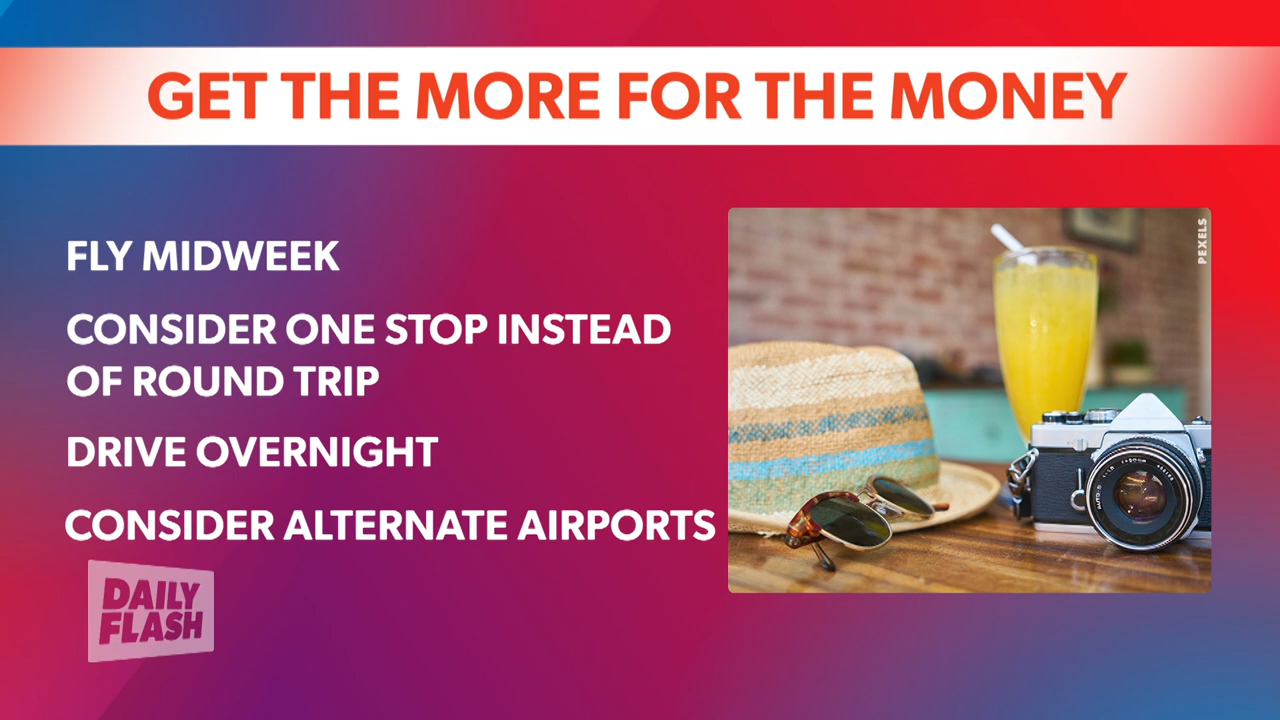 GET THE MORE FOR THE MONEY
FLY MIDWEEK
CONSIDER ONE STOP INSTEAD
OF ROUND TRIP
DRIVE OVERNIGHT
CONSIDER ALTERNATE AIRPORTS
DAILY
FLASH
PEXELS